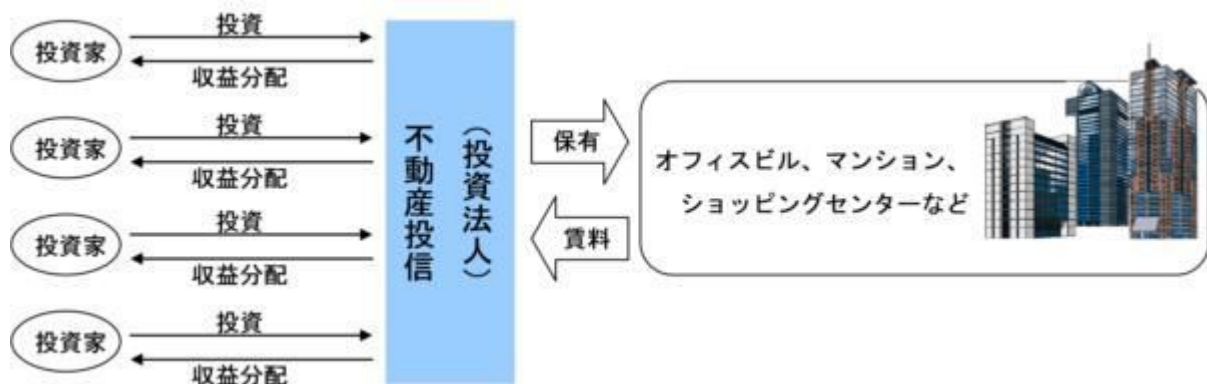 投資家
投資
収益分配
投資家
投資
収益分配
投資家
投資
収益分配
投資家
投資
収益分配
不動産投信
（投資法人）
保有
賃料
オフィスビル、マンション、
ショッピングセンターなど